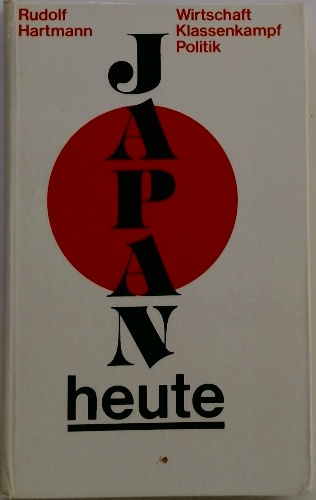 Rudolf
Hartmann
Wirtschaft
Klassenkampf
Politik
JAPAN
heute